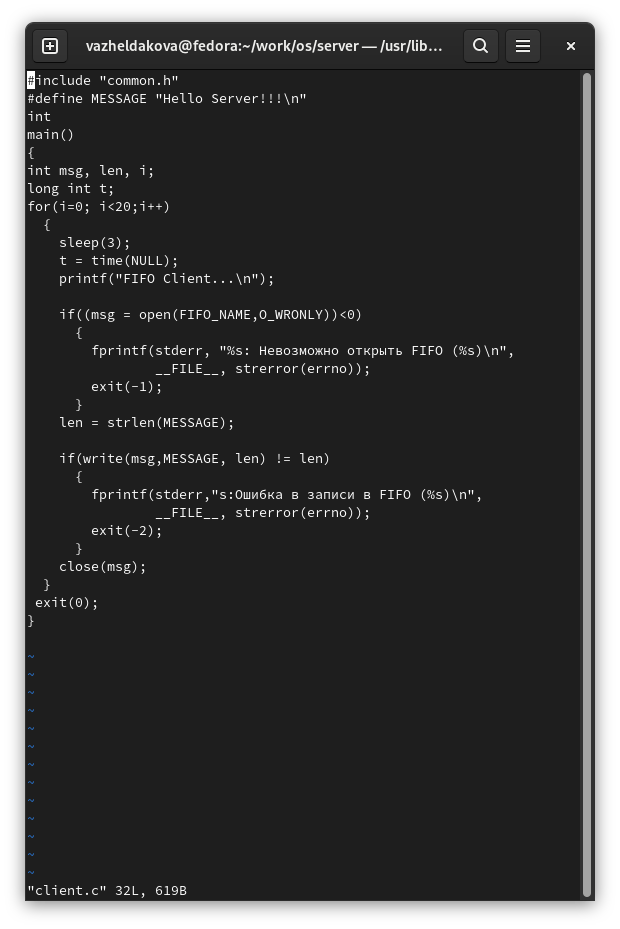 vazheldakova@fedora:~/work/os/server — /usr/lib…
#include "common.h"
#define MESSAGE "Hello Server!!!\n"
int
main()
{
int msg, len, i;
long int t;
for(i=0; i<20;i++)
  {
    sleep(3);
    t = time(NULL);
    printf("FIFO Client...\n");

    if((msg = open(FIFO_NAME,O_WRONLY))<0)
      {
        fprintf(stderr, "%s: Невозможно открыть FIFO (%s)\n",
                __FILE__, strerror(errno));
        exit(-1);
      }
    len = strlen(MESSAGE);

    if(write(msg,MESSAGE, len) != len)
      {
        fprintf(stderr,"s:Ошибка в записи в FIFO (%s)\n",
                __FILE__, strerror(errno));
        exit(-2);
      }
    close(msg);
  }
 exit(0);
}

~
~
~
~
~
~
~
~
~
~
~
~
~
"client.c" 32L, 619B